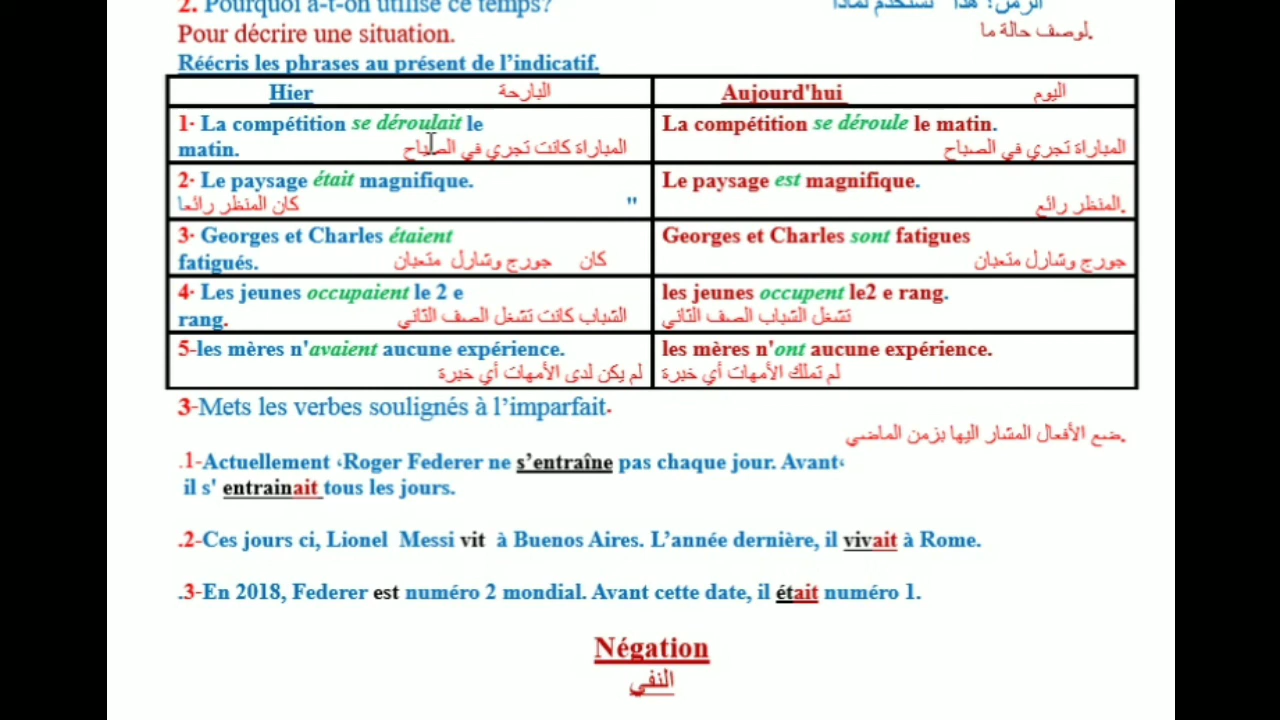 2. Pourquoi a-t-on utilisé ce temps? الزمن؟ هذا نستخدم لماذا
Pour décrire une situation. لوصف حالة ما.
Réécris les phrases au présent de l’indicatif.
Hier البارحة
Aujourd'hui اليوم
1- La compétition se déroulait le
matin. المباراة كانت تجري في الصباح
La compétition se déroule le matin.
المباراة تجري في الصباح
2- Le paysage était magnifique.
كان المنظر رائعا "
Le paysage est magnifique.
المنظر رائع.
3- Georges et Charles étaient
fatigués. كان جورج وشارل متعبان
Georges et Charles sont fatigues
جورج وشارل متعبان
4- Les jeunes occupaient le 2 e
rang. الشباب كانت تشغل الصف الثاني
les jeunes occupent le2 e rang.
تشغل الشباب الصف الثاني
5-les mères n'avaient aucune expérience.
لم يكن لدى الأمهات أي خبرة
les mères n'ont aucune expérience.
لم تملك الأمهات أي خبرة
3-Mets les verbes soulignés à l’imparfait.
ضع الأفعال المشار اليها بزمن الماضي.
.1-Actuellement ،Roger Federer ne s’entraîne pas chaque jour. Avant،
il s' entrainait tous les jours.
.2-Ces jours ci, Lionel Messi vit à Buenos Aires. L’année dernière, il vivait à Rome.
.3-En 2018, Federer est numéro 2 mondial. Avant cette date, il était numéro 1.
Négation
النفي